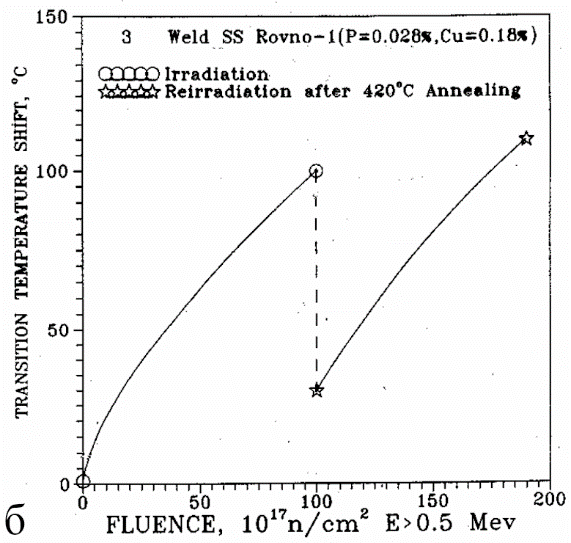 150
3 Weld SS Rovno-1(P=0.028%,Cu=0.18%)
Irradiation
Reirradiation after 420°C Annealing
TRANSITION TEMPERATURE SHIFT, °C
100
50
0
0 50 100 150 200
б FLUENCE, 10¹⁷n/cm² E>0.5 Mev